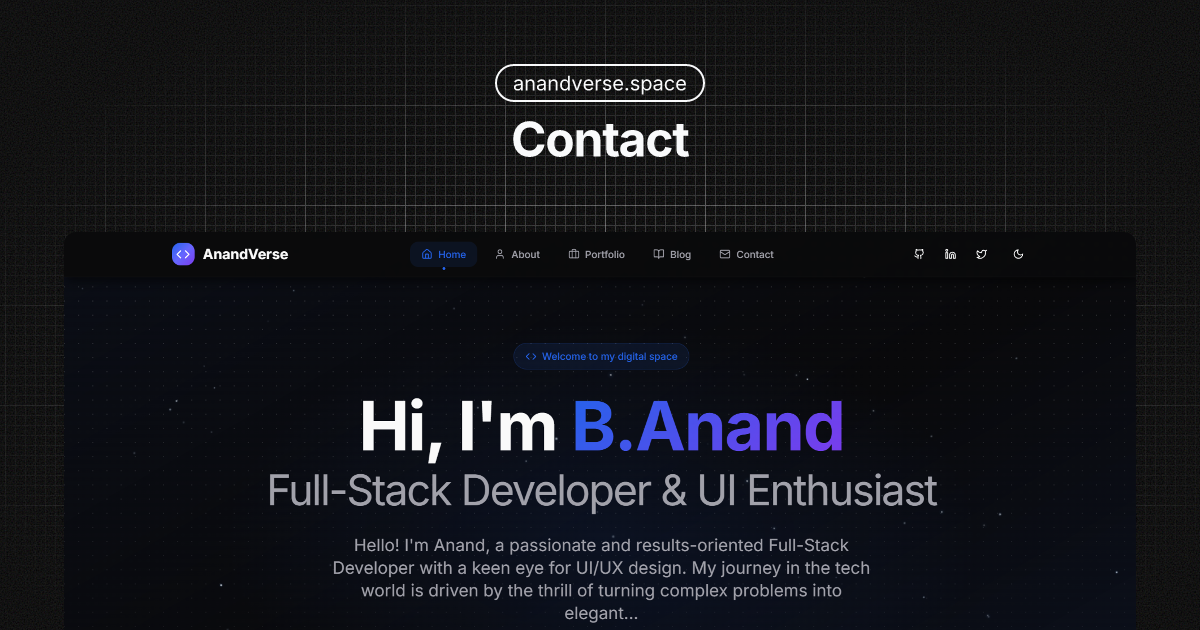 anandverse.space
Contact
AnandVerse
Home
About
Portfolio
Blog
Contact
Welcome to my digital space
Hi, I'm B.Anand
Full-Stack Developer & UI Enthusiast
Hello! I'm Anand, a passionate and results-oriented Full-Stack
Developer with a keen eye for UI/UX design. My journey in the tech
world is driven by the thrill of turning complex problems into
elegant...